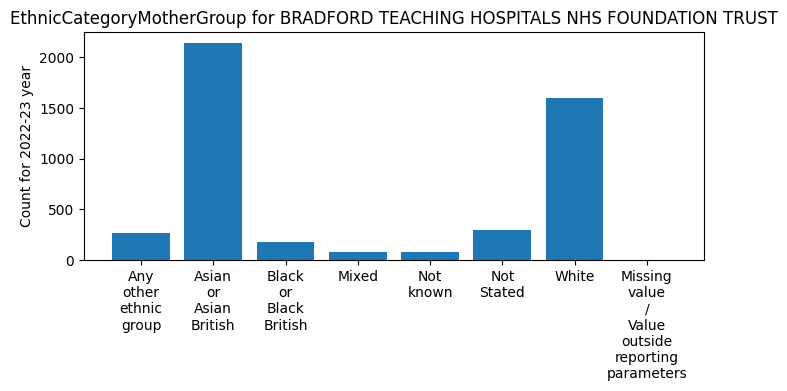 EthnicCategoryMotherGroup for BRADFORD TEACHING HOSPITALS NHS FOUNDATION TRUST
Count for 2022-23 year
2000
1500
1000
500
0
Any
other
ethnic
group
Asian
or
Asian
British
Black
or
Black
British
Mixed
Not
known
Not
Stated
White
Missing
value
/
Value
outside
reporting
parameters